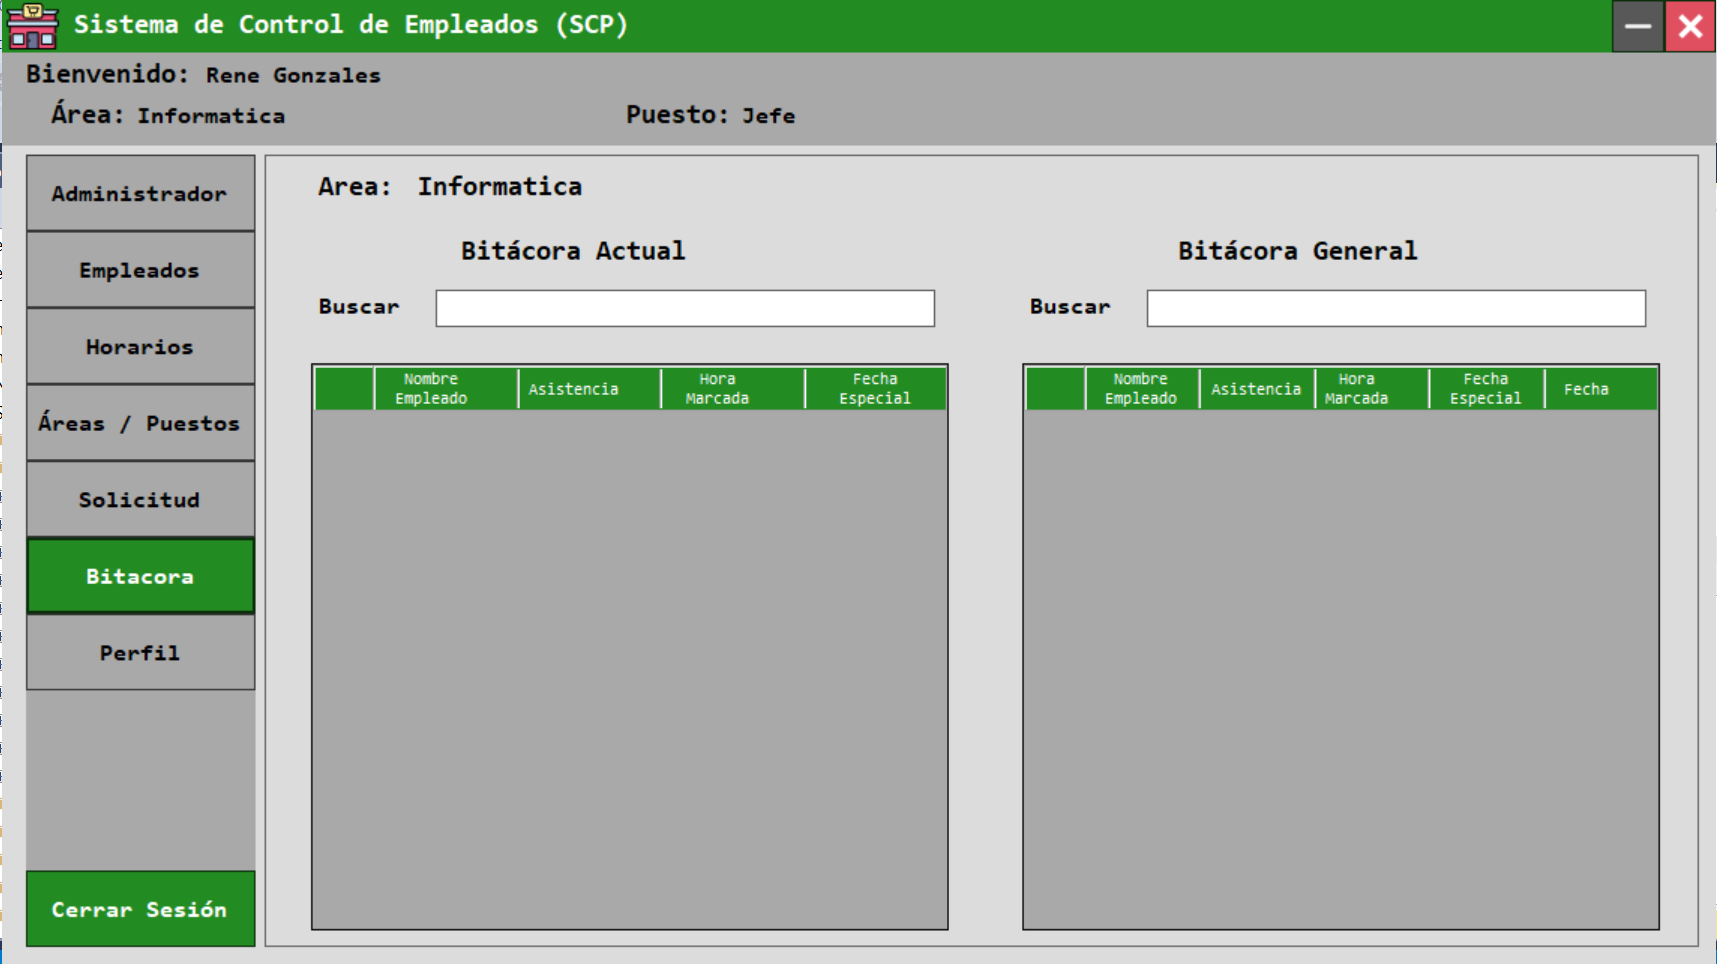 Sistema de Control de Empleados (SCP)
Bienvenido: Rene Gonzales
Área: Informatica
Puesto: Jefe
Administrador
Empleados
Horarios
Áreas / Puestos
Solicitud
Bitacora
Perfil
Cerrar Sesión
Area: Informatica
Bitácora Actual
Buscar
Nombre
Empleado
Asistencia
Hora
Marcada
Fecha
Especial
Bitácora General
Buscar
Nombre
Empleado
Asistencia
Hora
Marcada
Fecha
Especial
Fecha